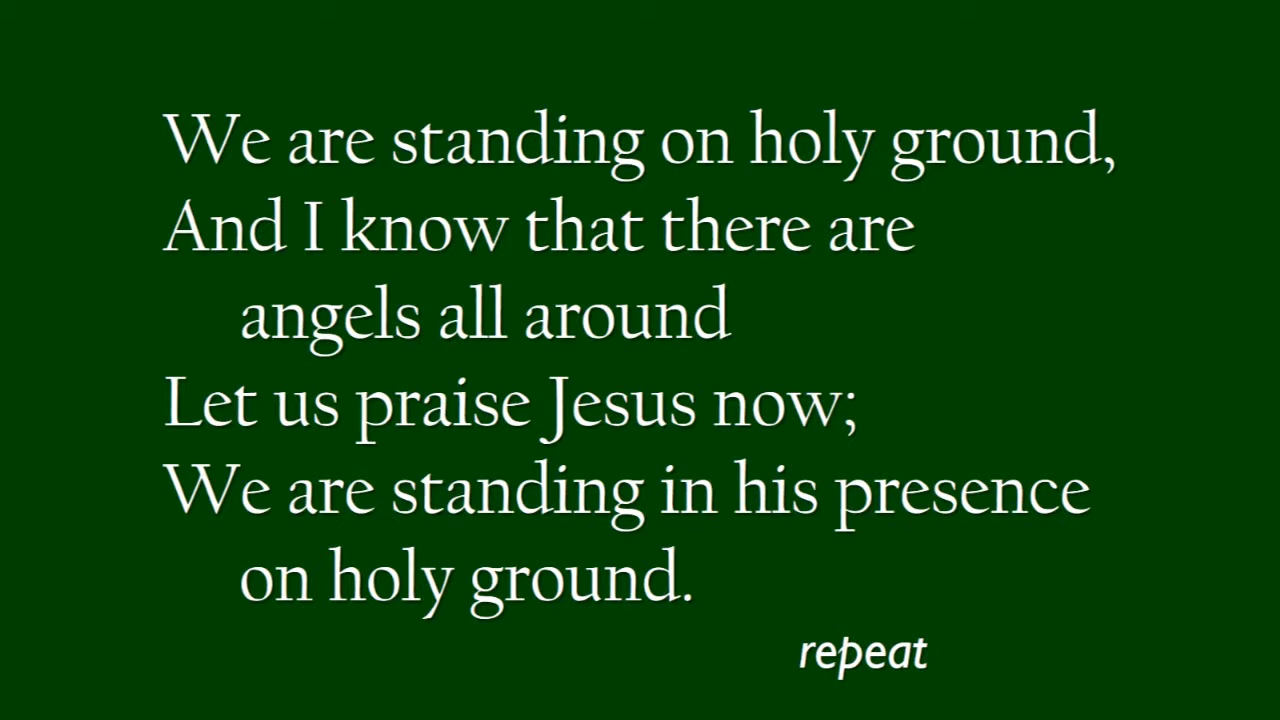 We are standing on holy ground,
And I know that there are
angels all around
Let us praise Jesus now;
We are standing in his presence
on holy ground.
repeat